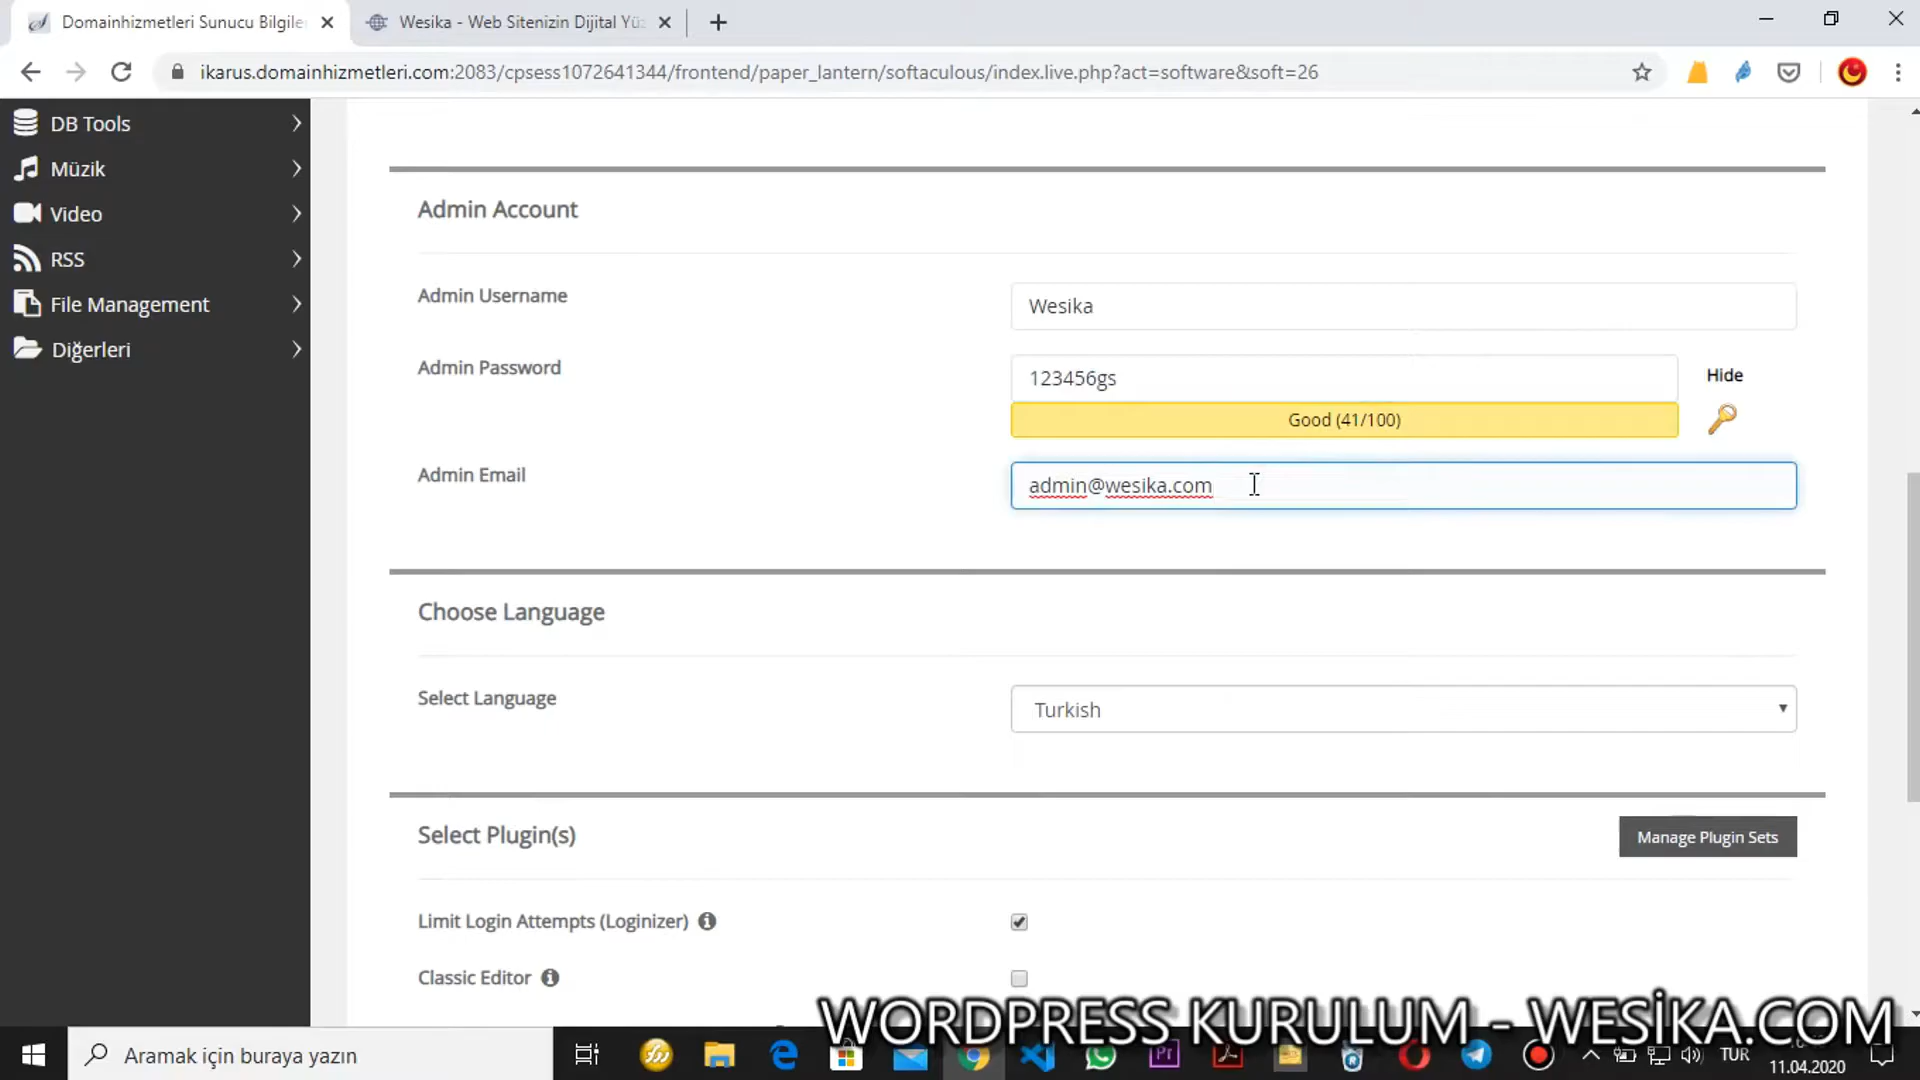 Domainhizmetleri Sunucu Bilgile
Wesika - Web Sitenizin Dijital Yüz
ikarus.domainhizmetleri.com:2083/cpsess1072641344/frontend/paper_lantern/softaculous/index.live.php?act=software&soft=26
DB Tools
Müzik
Video
RSS
File Management
Diğerleri
Admin Account
Admin Username
Wesika
Admin Password
123456gs
Hide
Good (41/100)
Admin Email
admin@wesika.com
Choose Language
Select Language
Turkish
Select Plugin(s)
Manage Plugin Sets
Limit Login Attempts (Loginizer)
Classic Editor
WORDPRESS KURULUM - WESİKA.COM
Aramak için buraya yazın
TUR
11.04.2020